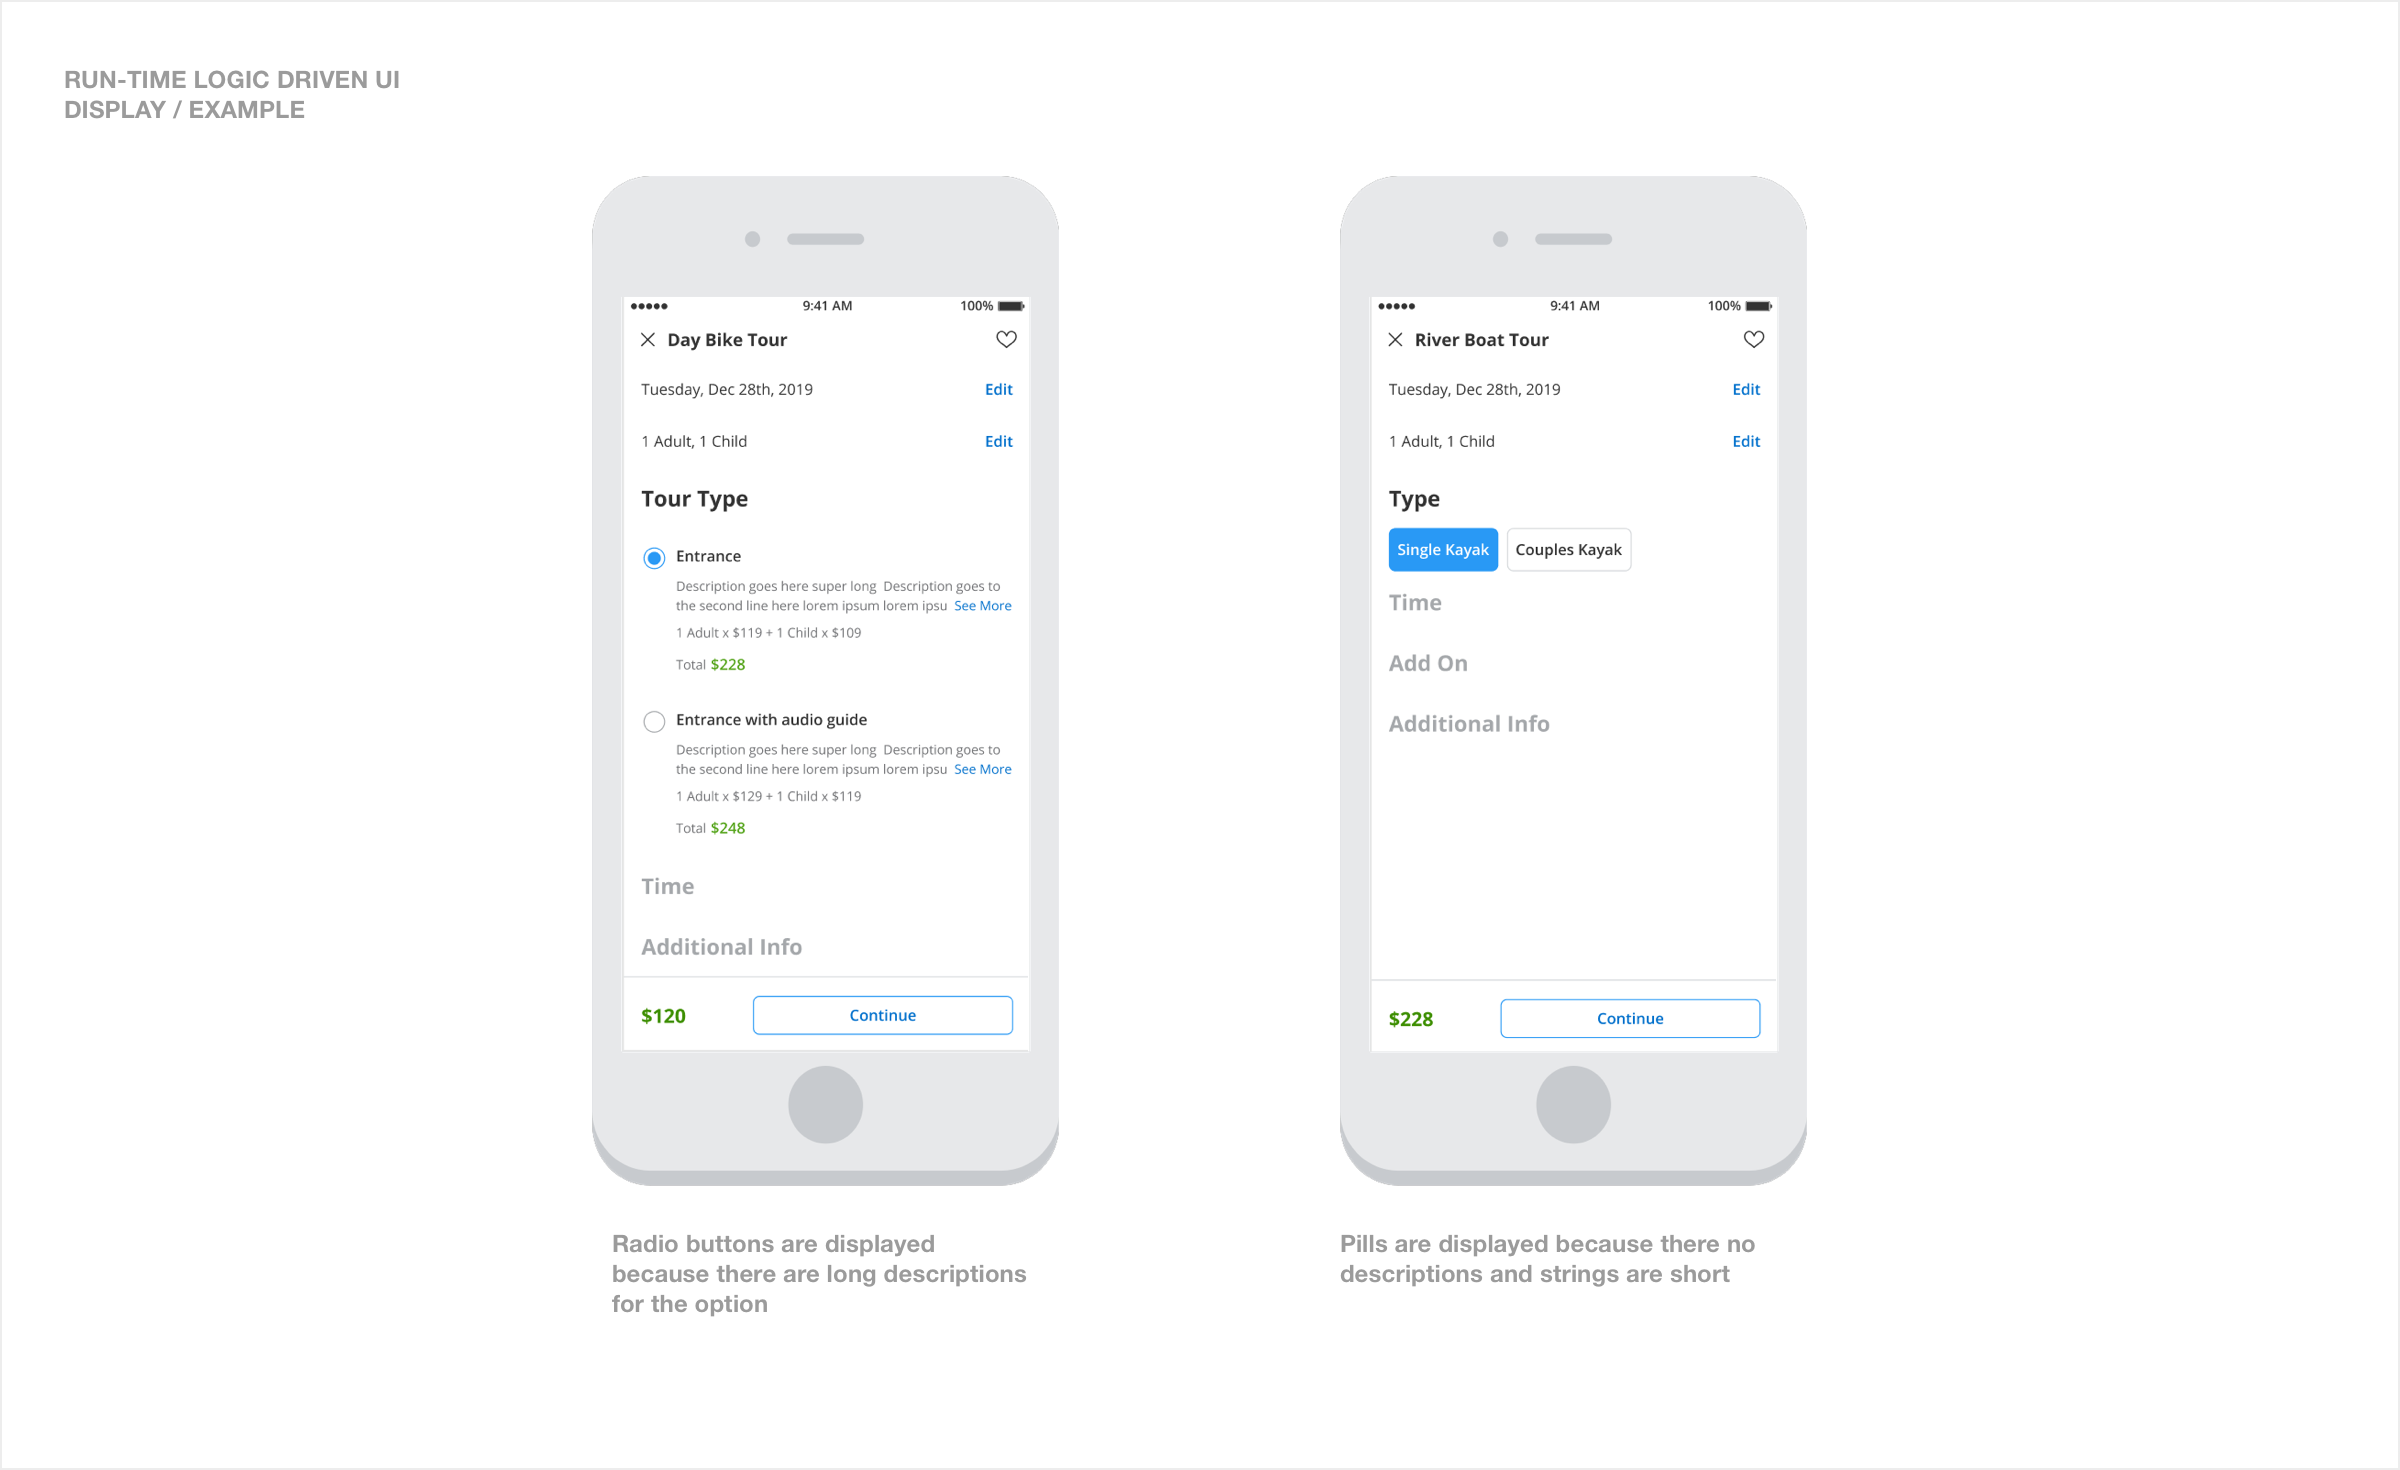 RUN-TIME LOGIC DRIVEN UI
DISPLAY / EXAMPLE
9:41 AM 100%
Day Bike Tour
Tuesday, Dec 28th, 2019 Edit
1 Adult, 1 Child Edit
Tour Type
Entrance
Description goes here super long  Description goes to
the second line here lorem ipsum lorem ipsu  See More
1 Adult x $119 + 1 Child x $109
Total $228
Entrance with audio guide
Description goes here super long  Description goes to
the second line here lorem ipsum lorem ipsu  See More
1 Adult x $129 + 1 Child x $119
Total $248
Time
Additional Info
$120 Continue
Radio buttons are displayed
because there are long descriptions
for the option
9:41 AM 100%
River Boat Tour
Tuesday, Dec 28th, 2019 Edit
1 Adult, 1 Child Edit
Type
Single Kayak Couples Kayak
Time
Add On
Additional Info
$228 Continue
Pills are displayed because there no
descriptions and strings are short